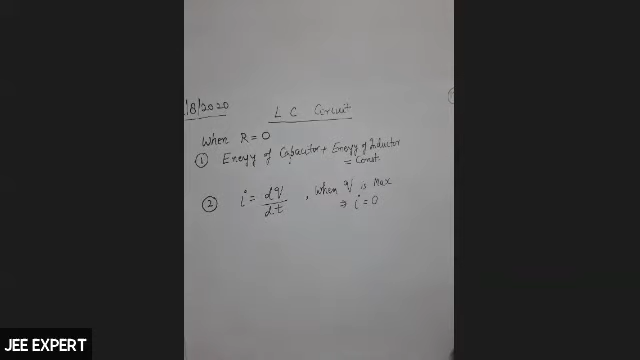 /8/2020
L C Circuit
When R = 0
① Energy of Capacitor + Energy of Inductor
= Const.
② i = dq/dt , When q is Max
⇒ i = 0
JEE EXPERT